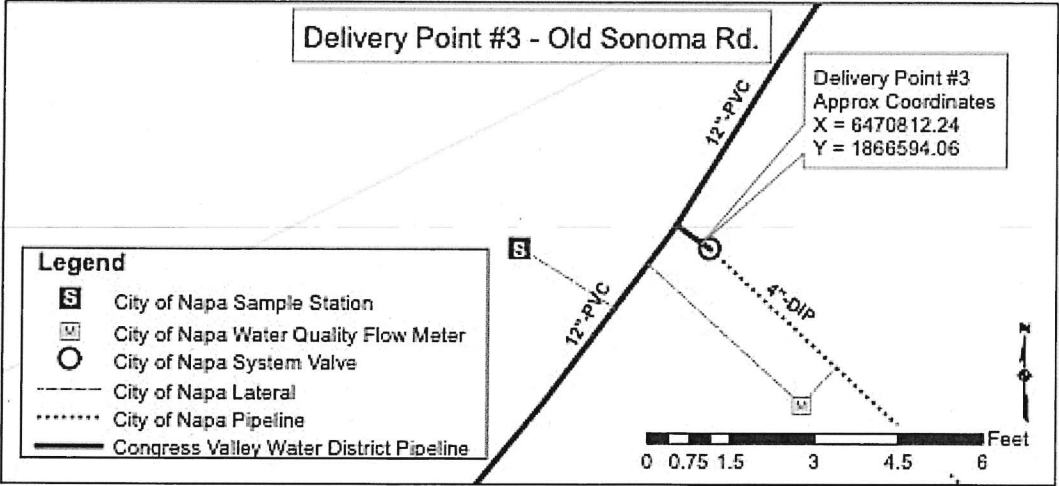 Delivery Point #3 - Old Sonoma Rd.
12"-PVC
Delivery Point #3
Approx Coordinates
X = 6470812.24
Y = 1866594.06
S
Legend
S City of Napa Sample Station
M City of Napa Water Quality Flow Meter
City of Napa System Valve
City of Napa Lateral
City of Napa Pipeline
Congress Valley Water District Pipeline
12"-PVC
4"-DIP
M
N
Feet
0 0.75 1.5 3 4.5 6